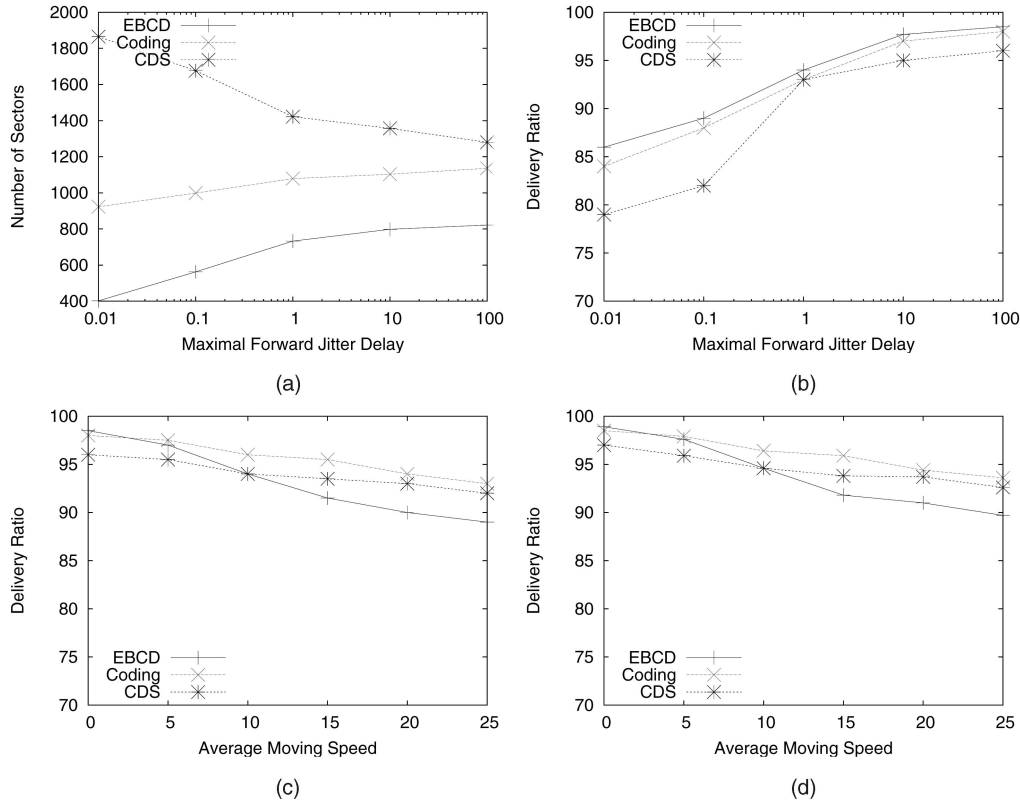 2000
1800
1600
1400
1200
1000
800
600
400
Number of Sectors
EBCD
Coding
CDS
0.01 0.1 1 10 100
Maximal Forward Jitter Delay
(a)
100
95
90
85
80
75
70
Delivery Ratio
EBCD
Coding
CDS
0.01 0.1 1 10 100
Maximal Forward Jitter Delay
(b)
100
95
90
85
80
75
70
Delivery Ratio
EBCD
Coding
CDS
0 5 10 15 20 25
Average Moving Speed
(c)
100
95
90
85
80
75
70
Delivery Ratio
EBCD
Coding
CDS
0 5 10 15 20 25
Average Moving Speed
(d)